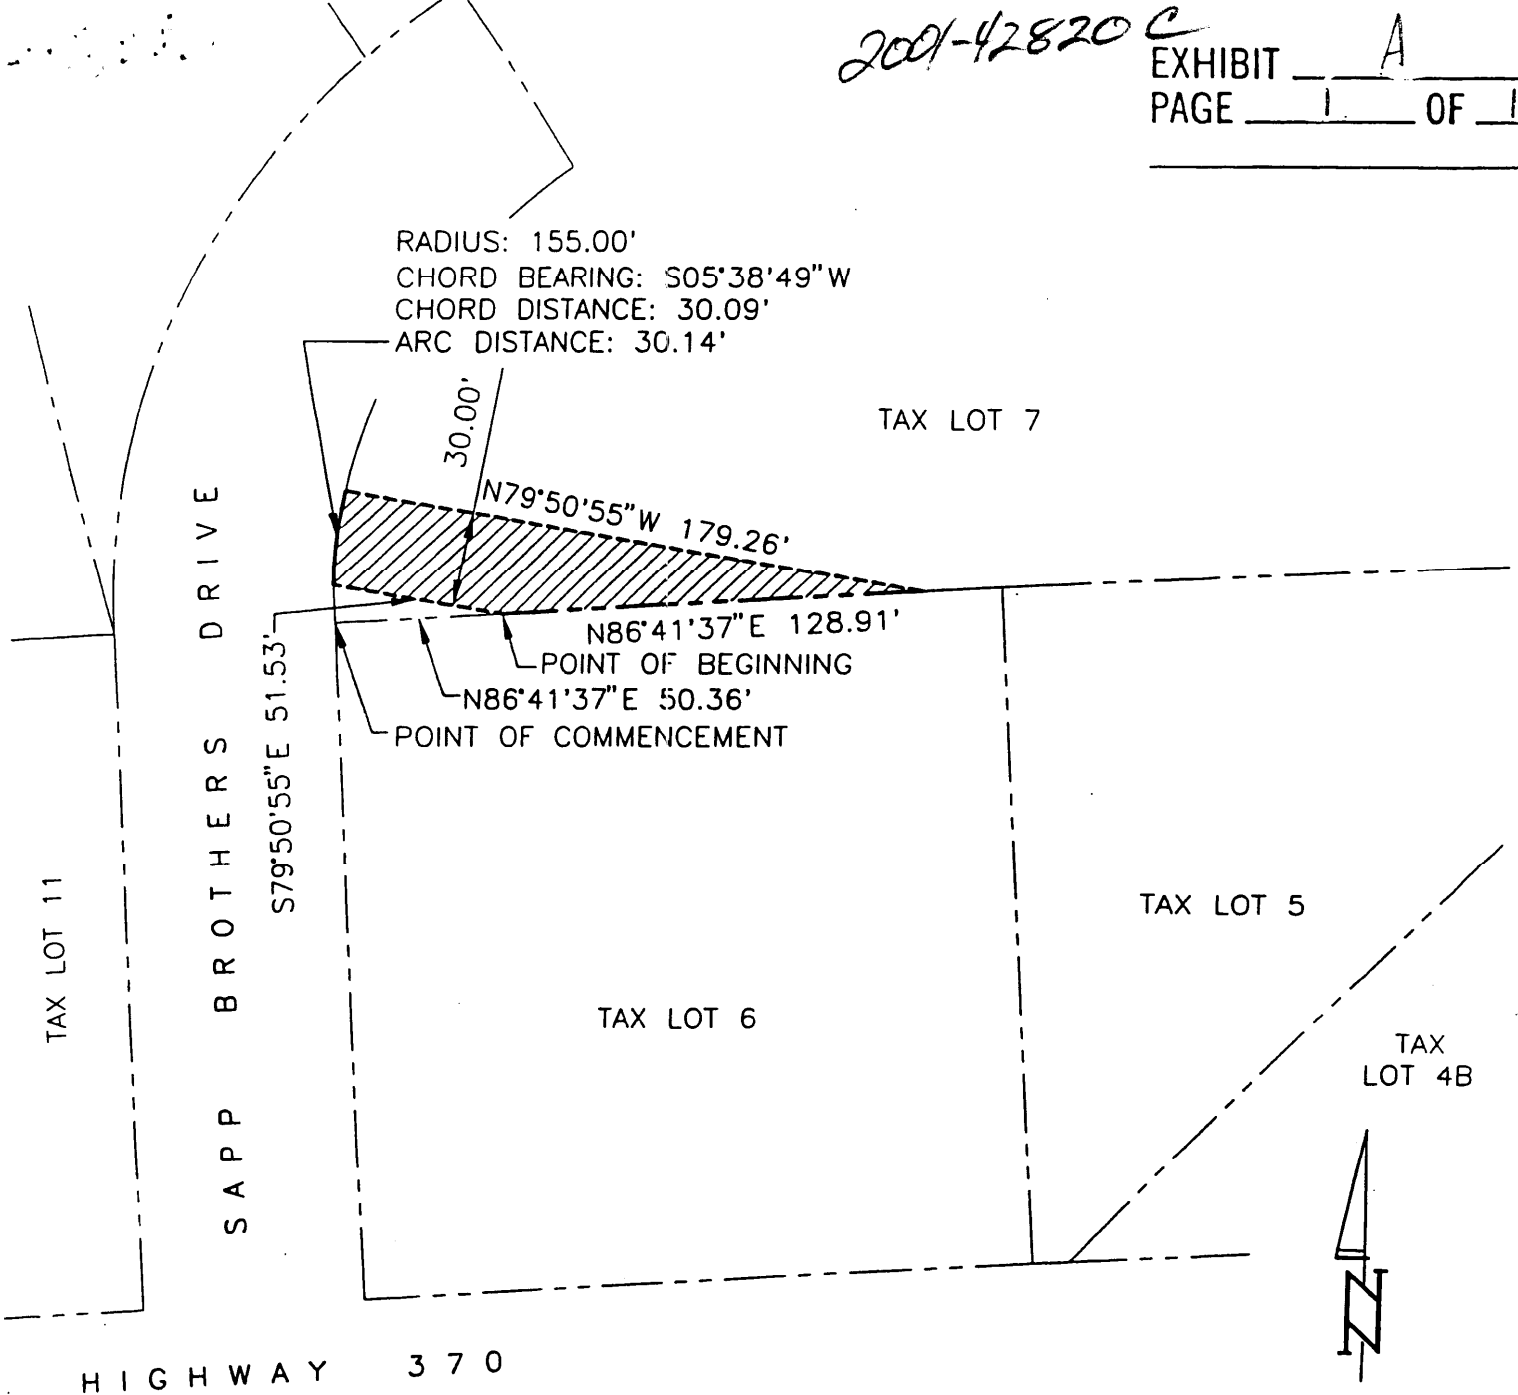 2001-42820 C
EXHIBIT A
PAGE 1 OF 1
RADIUS: 155.00'
CHORD BEARING: S05°38'49"W
CHORD DISTANCE: 30.09'
ARC DISTANCE: 30.14'
30.00'
TAX LOT 7
N79°50'55"W 179.26'
N86°41'37"E 128.91'
POINT OF BEGINNING
N86°41'37"E 50.36'
POINT OF COMMENCEMENT
S79°50'55"E 51.53'
SAPP BROTHERS DRIVE
TAX LOT 11
TAX LOT 5
TAX LOT 6
TAX
LOT 4B
N
HIGHWAY 370